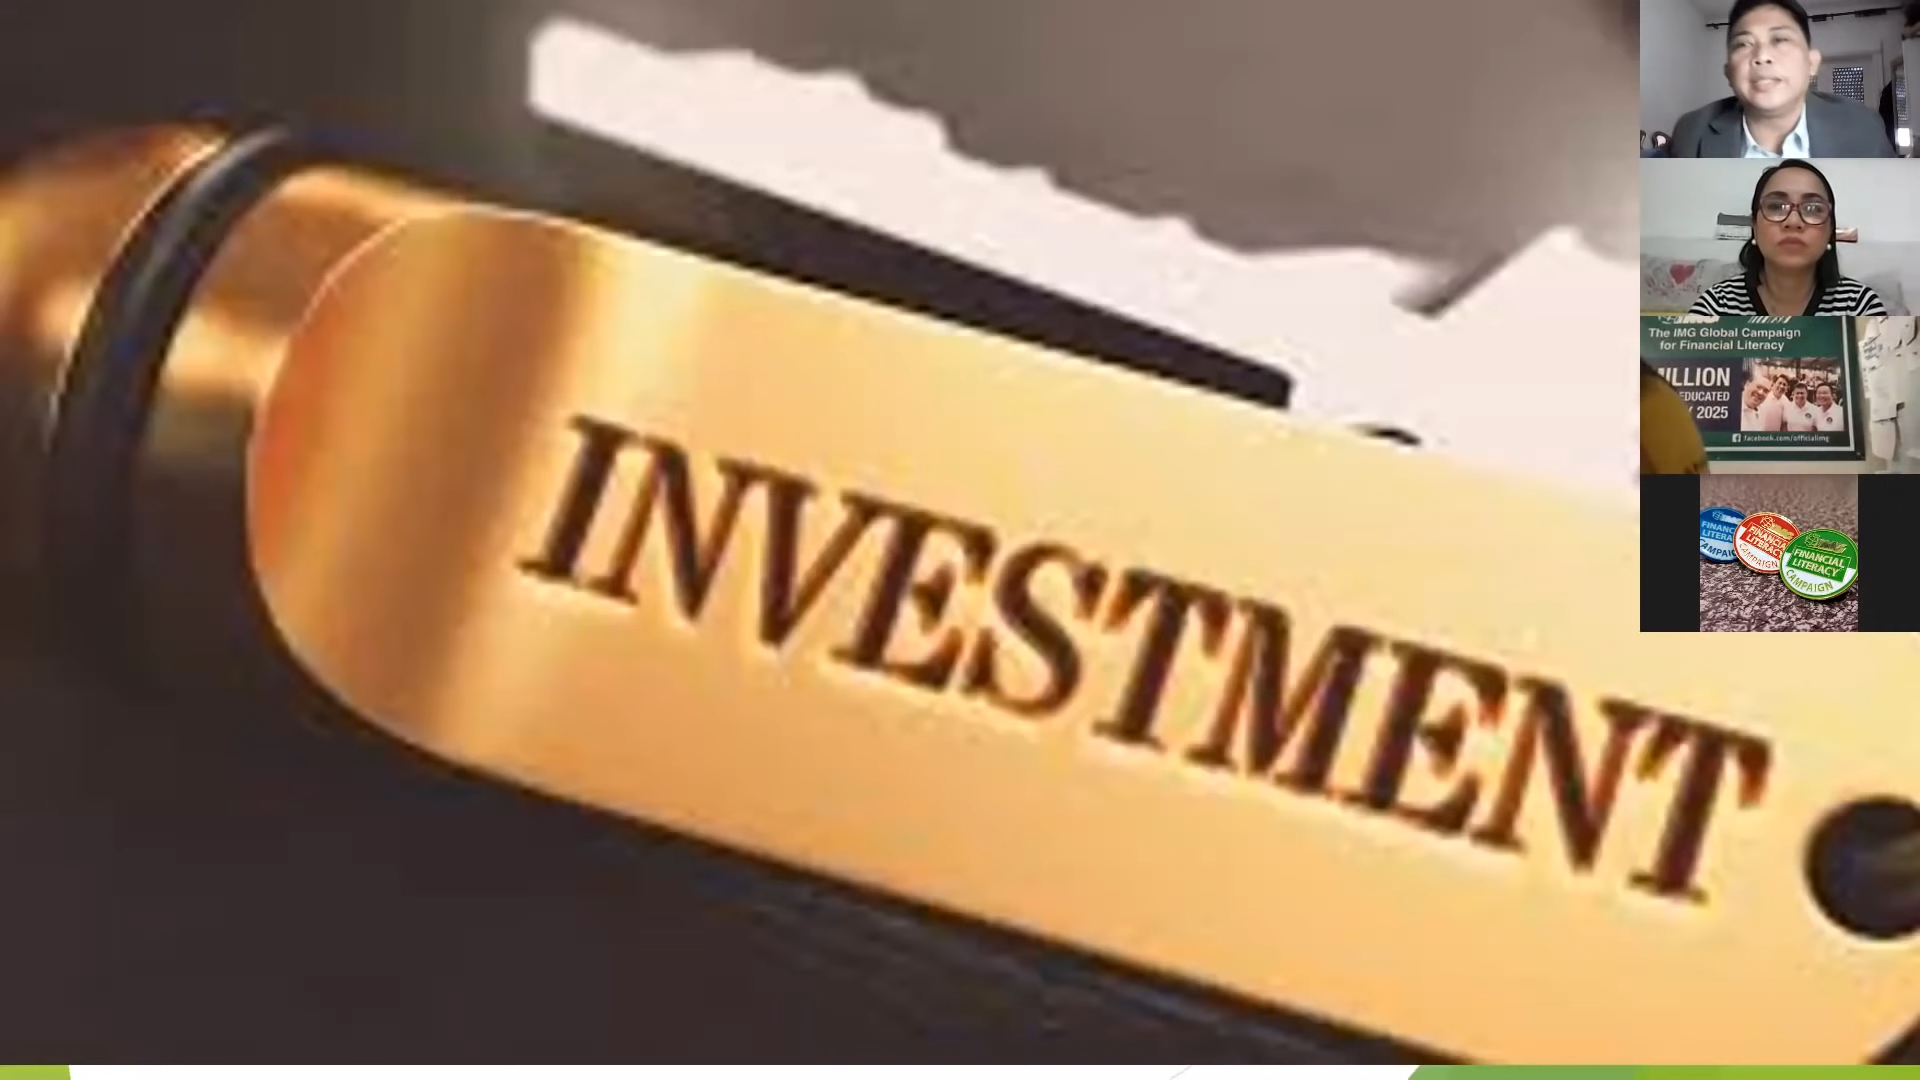 INVESTMENT
The IMG Global Campaign
for Financial Literacy
ILLION
EDUCATED
2025
facebook.com/officialimg
FINANCIAL
LITERACY
CAMPAIGN
FINANCIAL
LITERACY
CAMPAIGN